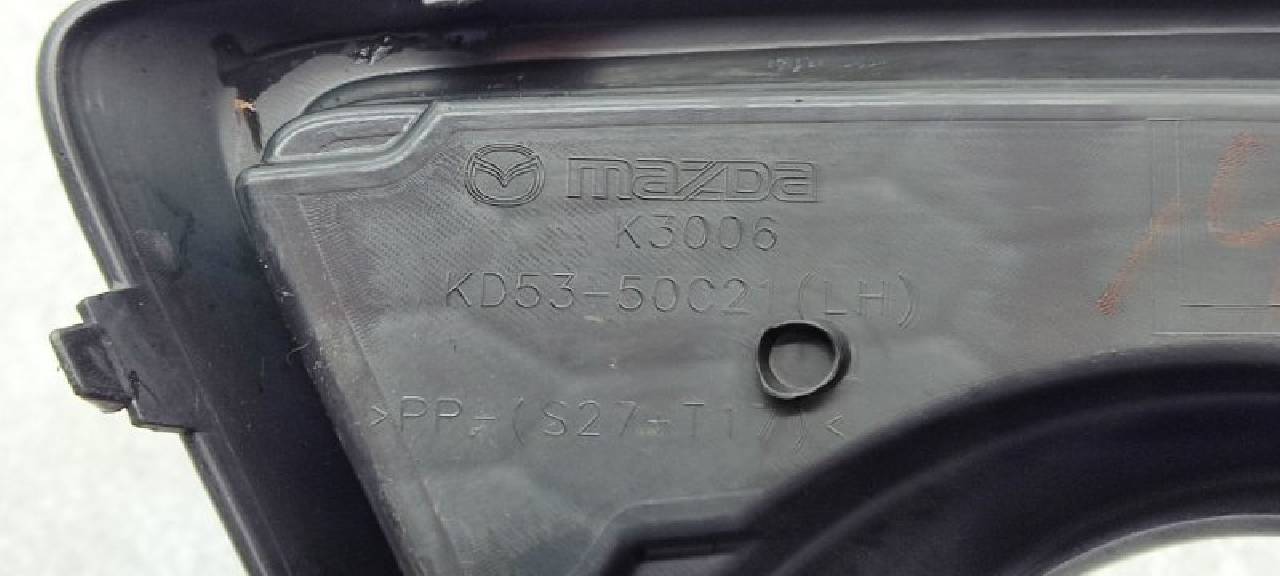 mazda
K3006
KD53-50C21(LH)
>PP-(S27+T17)<